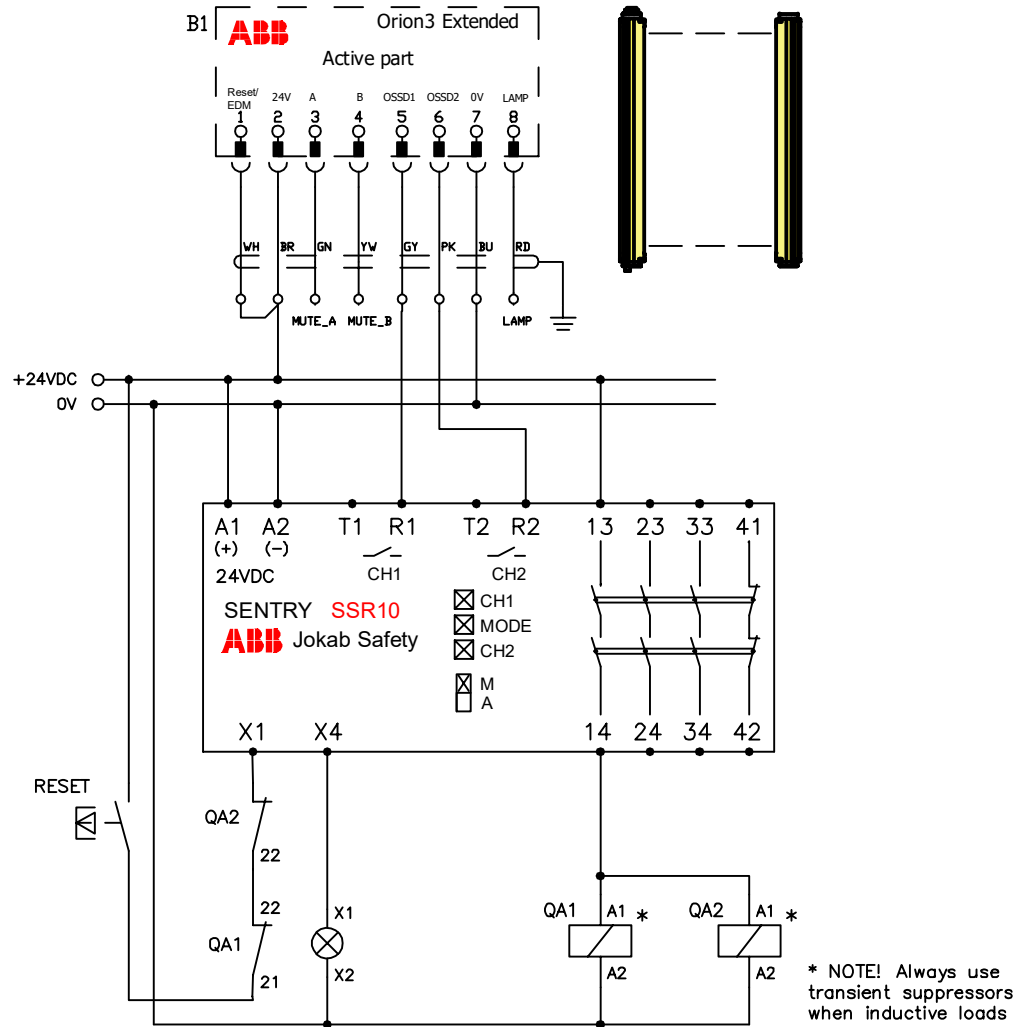 B1 ABB Orion3 Extended
Active part
Reset/
EDM 24V A B OSSD1 OSSD2 0V LAMP
1 2 3 4 5 6 7 8
WH BR GN YW GY PK BU RD
MUTE_A MUTE_B LAMP
+24VDC
0V
A1 A2 T1 R1 T2 R2 13 23 33 41
(+) (-)
24VDC CH1 CH2
SENTRY SSR10
ABB Jokab Safety
CH1
MODE
CH2
M
A
X1 X4 14 24 34 42
RESET
QA2
22
22
QA1
21
X1
X2
QA1 A1 *
A2
QA2 A1 *
A2
* NOTE! Always use
transient suppressors
when inductive loads